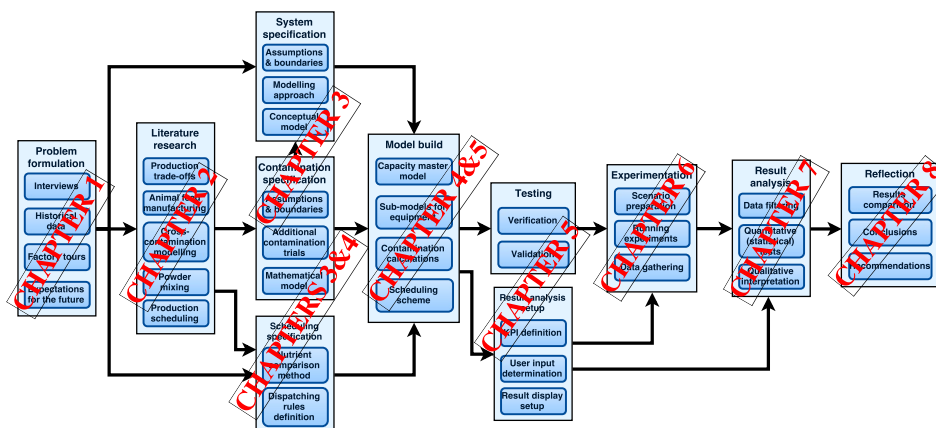 Problem
formulation
Interviews
Historical
data
Factory tours
Expectations
for the future
CHAPTER 1
Literature
research
Production
trade-offs
Animal feed
manufacturing
Cross-
contamination
modelling
Powder
mixing
Production
scheduling
CHAPTER 2
System
specification
Assumptions
& boundaries
Modelling
approach
Conceptual
model
Contamination
specification
Assumptions
& boundaries
Additional
contamination
trials
Mathematical
model
CHAPTER 3
Scheduling
specification
Nutrient
comparison
method
Dispatching
rules
definition
CHAPTERS 3&4
Model build
Capacity master
model
Sub-models for
equipment
Contamination
calculations
Scheduling
scheme
CHAPTER 4&5
Testing
Verification
Validation
Result analysis
setup
KPI definition
User input
determination
Result display
setup
CHAPTER 5
Experimentation
Scenario
preparation
Running
experiments
Data gathering
CHAPTER 6
Result
analysis
Data filtering
Quantitative
(statistical)
tests
Qualitative
interpretation
CHAPTER 7
Reflection
Results
comparison
Conclusions
Recommendations
CHAPTER 8